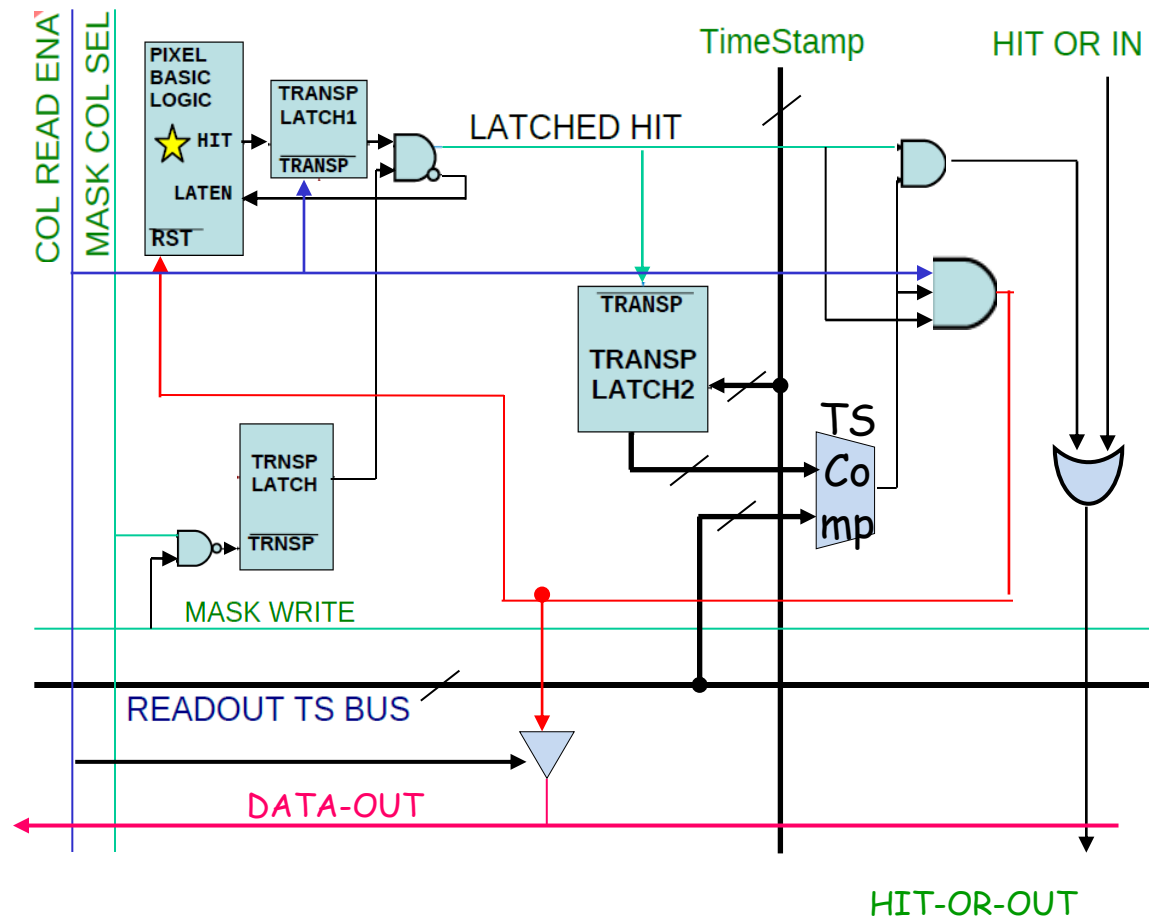 COL READ ENA
MASK COL SEL
PIXEL
BASIC
LOGIC
HIT
LATEN
RST
TRANSP
LATCH1
TRANSP
LATCHED HIT
TimeStamp
HIT OR IN
TRANSP
TRANSP
LATCH2
TS
Co
mp
TRNSP
LATCH
TRNSP
MASK WRITE
READOUT TS BUS
DATA-OUT
HIT-OR-OUT